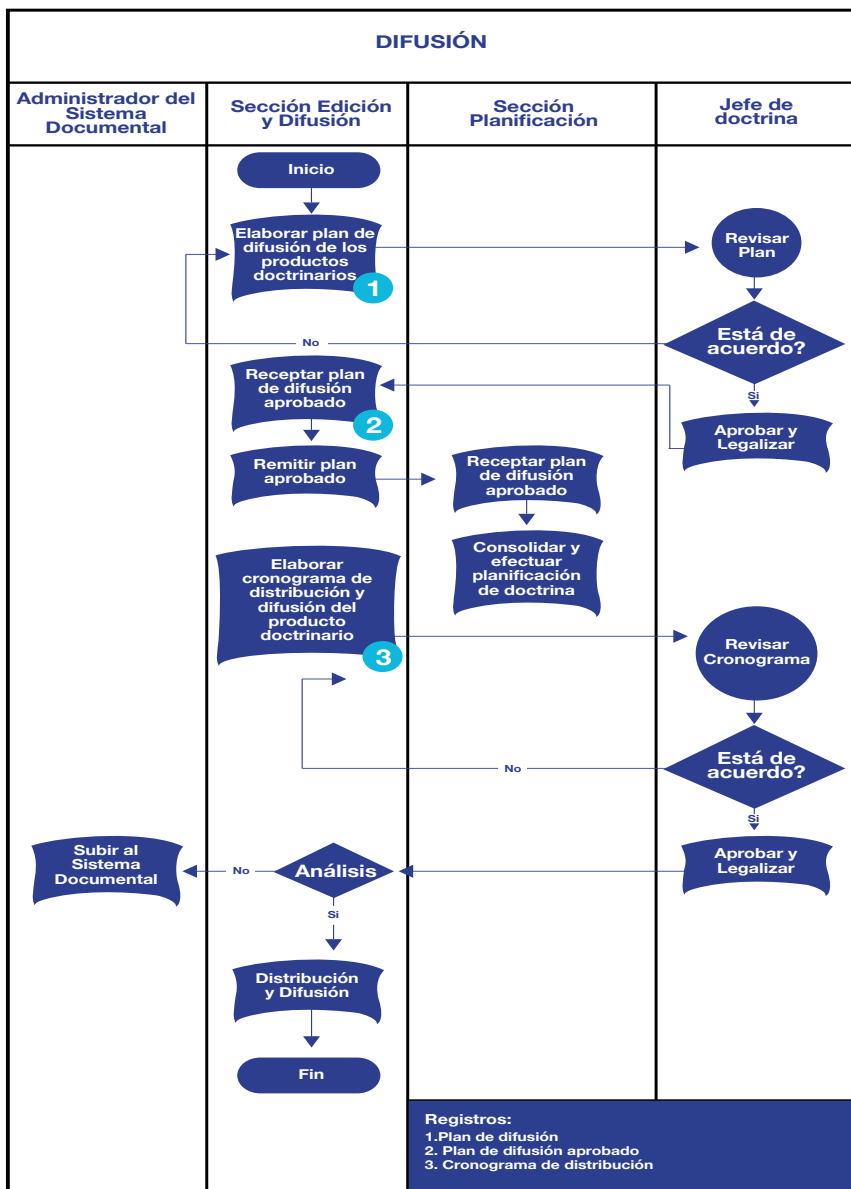 DIFUSIÓN
Administrador del
Sistema
Documental
Sección Edición
y Difusión
Sección
Planificación
Jefe de
doctrina
Inicio
Elaborar plan de
difusión de los
productos
doctrinarios
1
Revisar
Plan
Está de
acuerdo?
No
Si
Receptar plan
de difusión
aprobado
2
Aprobar y
Legalizar
Remitir plan
aprobado
Receptar plan
de difusión
aprobado
Consolidar y
efectuar
planificación
de doctrina
Elaborar
cronograma de
distribución y
difusión del
producto
doctrinario
3
Revisar
Cronograma
Está de
acuerdo?
No
Si
Subir al
Sistema
Documental
No
Análisis
Aprobar y
Legalizar
Si
Distribución
y Difusión
Fin
Registros:
1.Plan de difusión
2. Plan de difusión aprobado
3. Cronograma de distribución